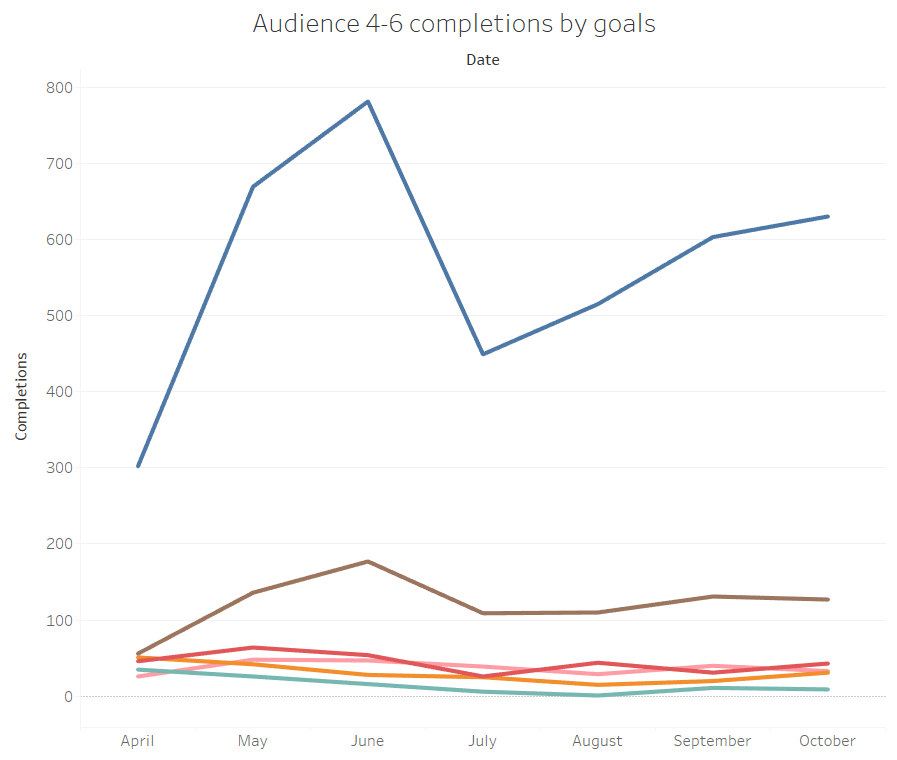 Audience 4-6 completions by goals
Date
800
700
600
500
400
300
200
100
0
Completions
April May June July August September October